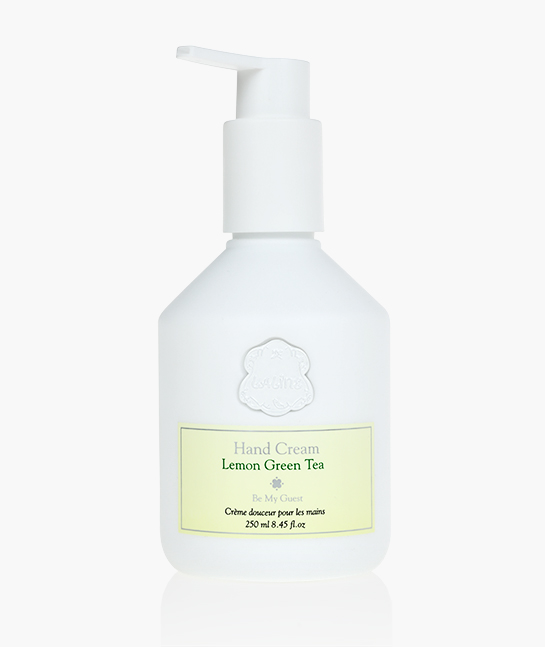 Laline
Hand Cream
Lemon Green Tea
Be My Guest
Crème douceur pour les mains
250 ml 8.45 fl.oz